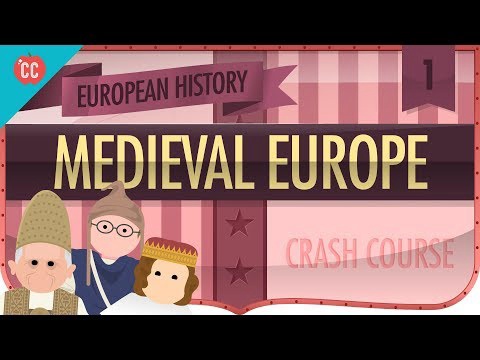 CC
EUROPEAN HISTORY
1
MEDIEVAL EUROPE
CRASH COURSE